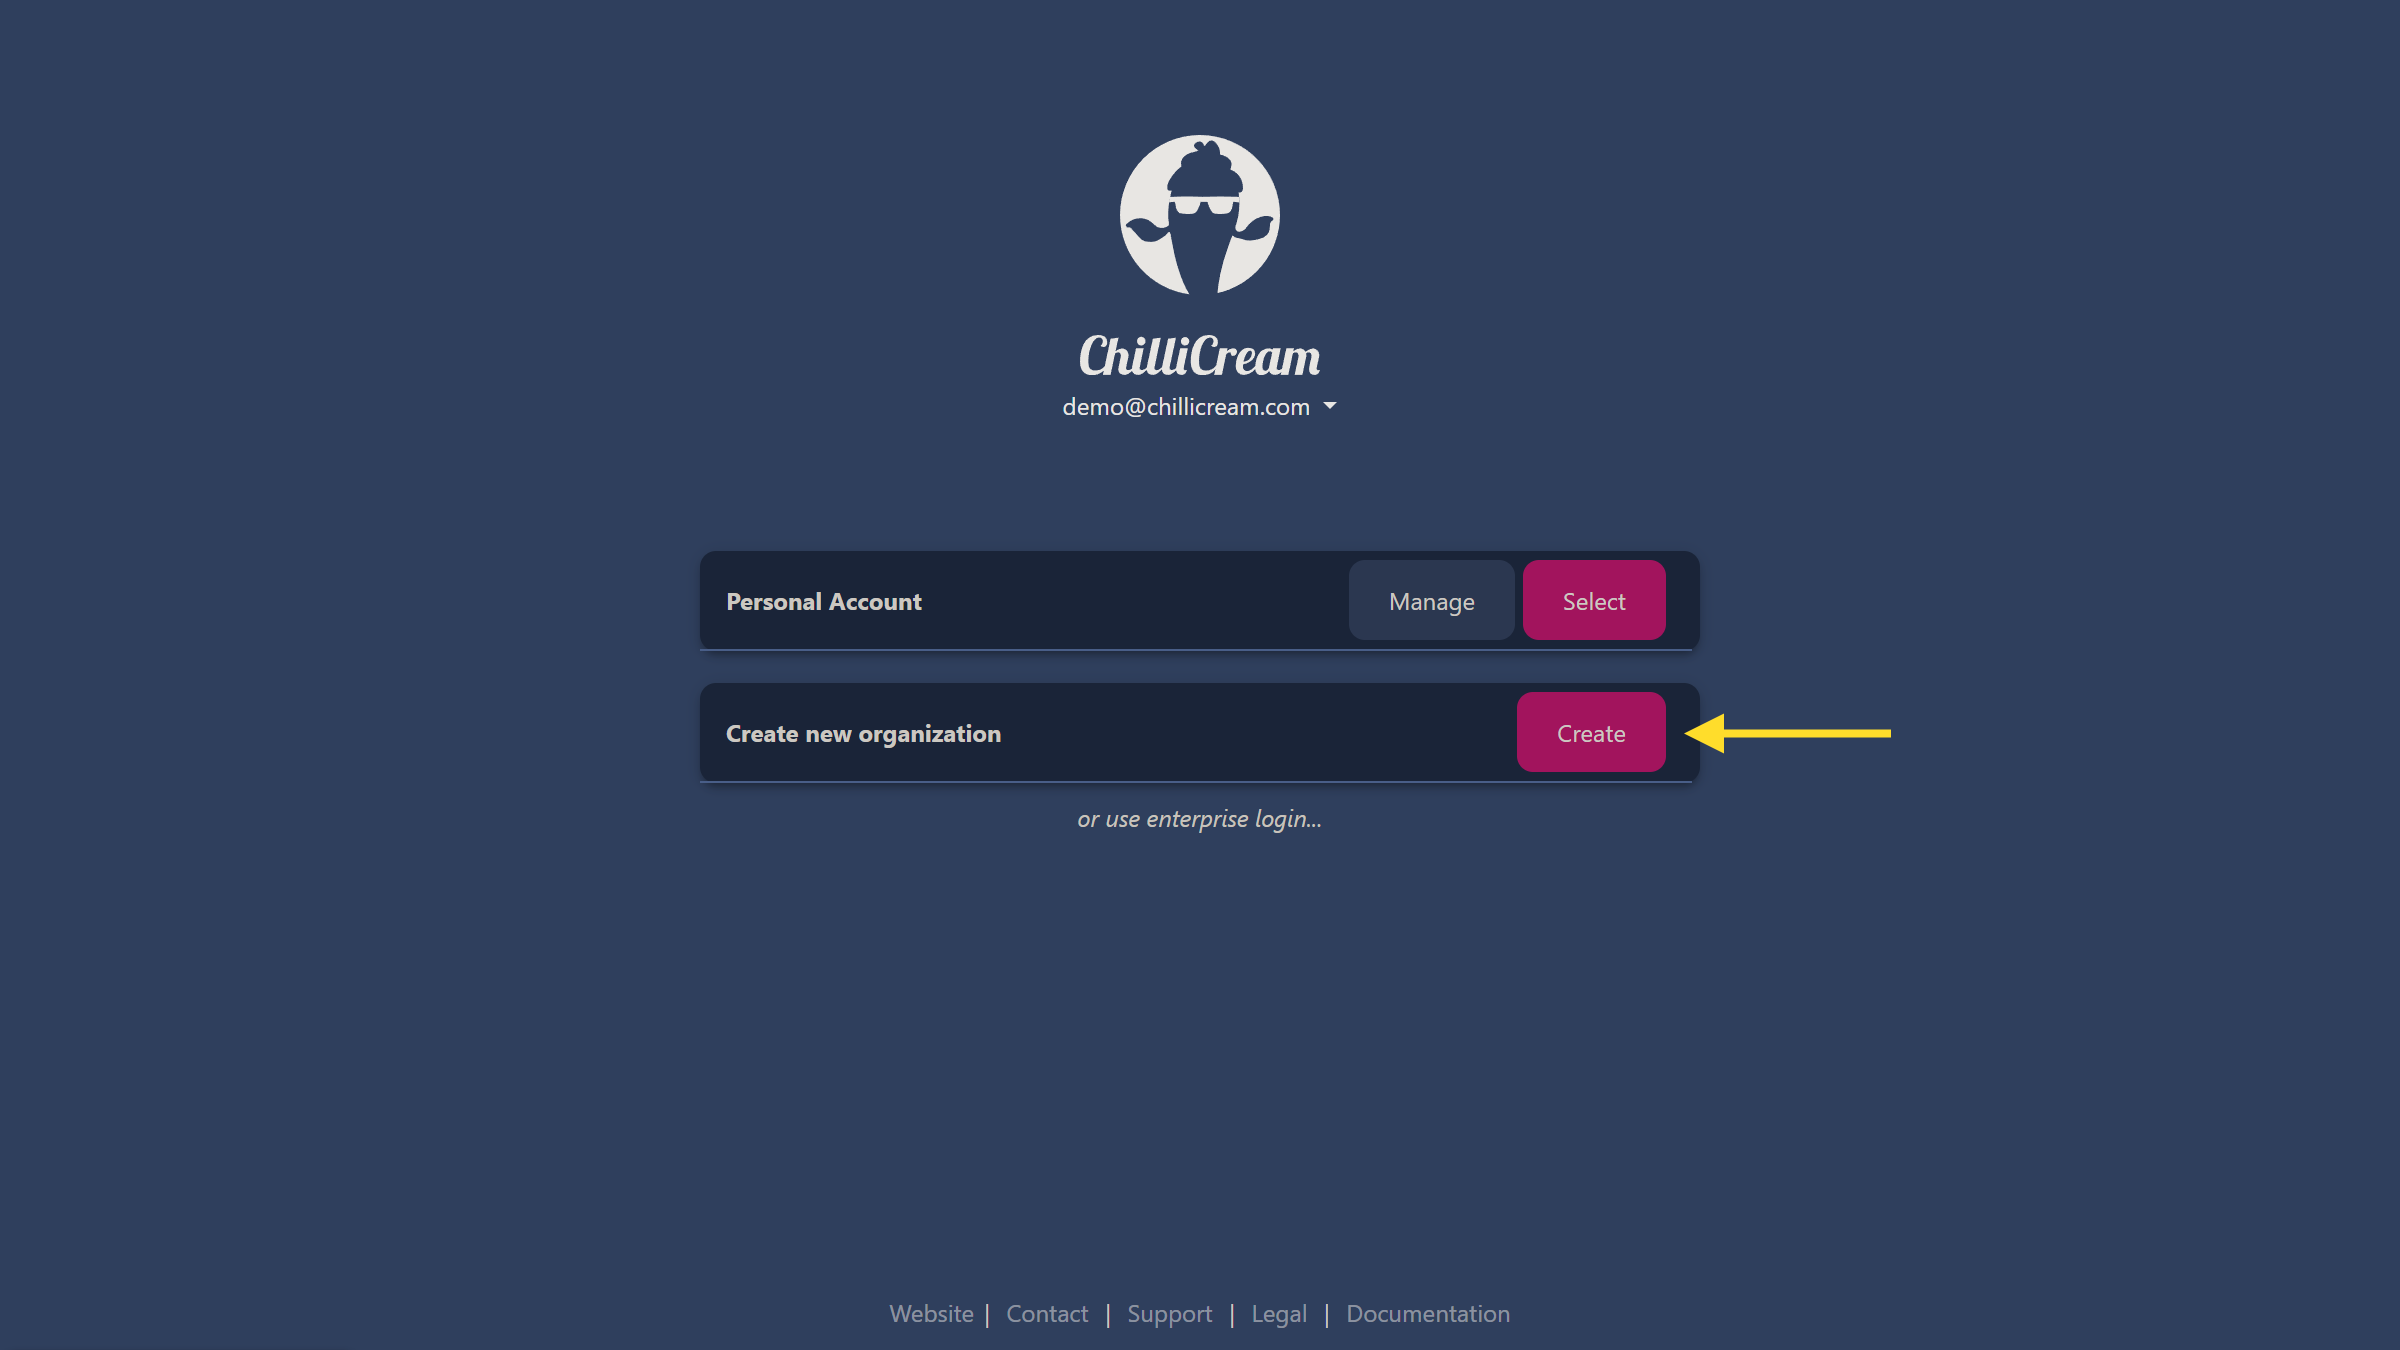 ChilliCream
demo@chillicream.com
Personal Account Manage Select
Create new organization Create
or use enterprise login...
Website | Contact | Support | Legal | Documentation